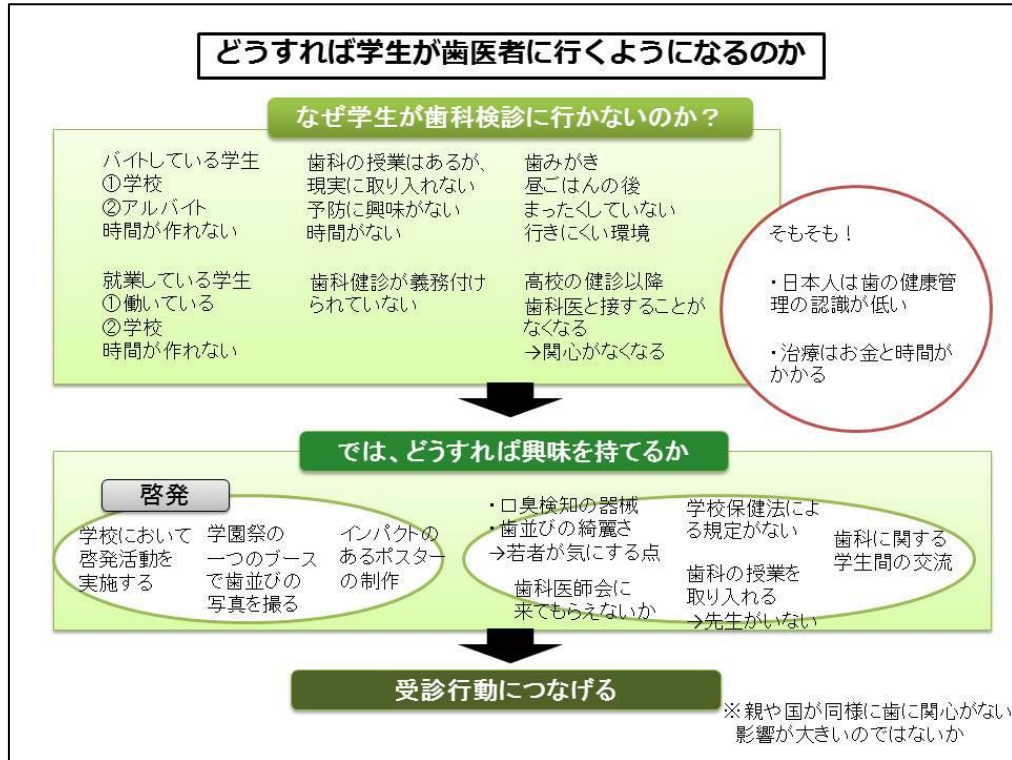 どうすれば学生が歯医者に行くようになるのか
なぜ学生が歯科検診に行かないのか？
バイトしている学生
①学校
②アルバイト
時間が作れない
歯科の授業はあるが、
現実に取り入れない
予防に興味がない
時間がない
歯みがき
昼ごはんの後
まったくしていない
行きにくい環境
就業している学生
①働いている
②学校
時間が作れない
歯科健診が義務付け
られていない
高校の健診以降
歯科医と接することが
なくなる
→関心がなくなる
そもそも！
・日本人は歯の健康管
理の認識が低い
・治療はお金と時間が
かかる
では、どうすれば興味を持てるか
啓発
学校において
啓発活動を
実施する
学園祭の
一つのブース
で歯並びの
写真を撮る
インパクトの
あるポスター
の制作
・口臭検知の器械
・歯並びの綺麗さ
→若者が気にする点
歯科医師会に
来てもらえないか
学校保健法によ
る規定がない
歯科の授業を
取り入れる
→先生がいない
歯科に関する
学生間の交流
受診行動につなげる
※親や国が同様に歯に関心がない
影響が大きいのではないか